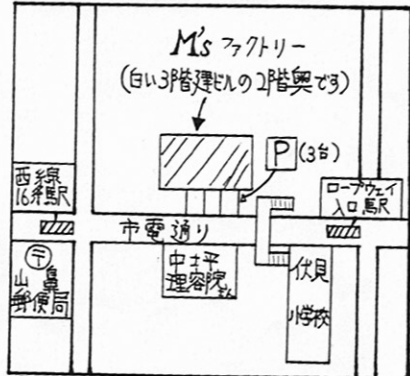 M's ファクトリー
(白い3階建ビルの2階奥です)
P (3台)
西線
16条駅
ロープウェイ
入口駅
市電通り
〒
山鼻
郵便局
中士平
理容院さん
伏見
小学校